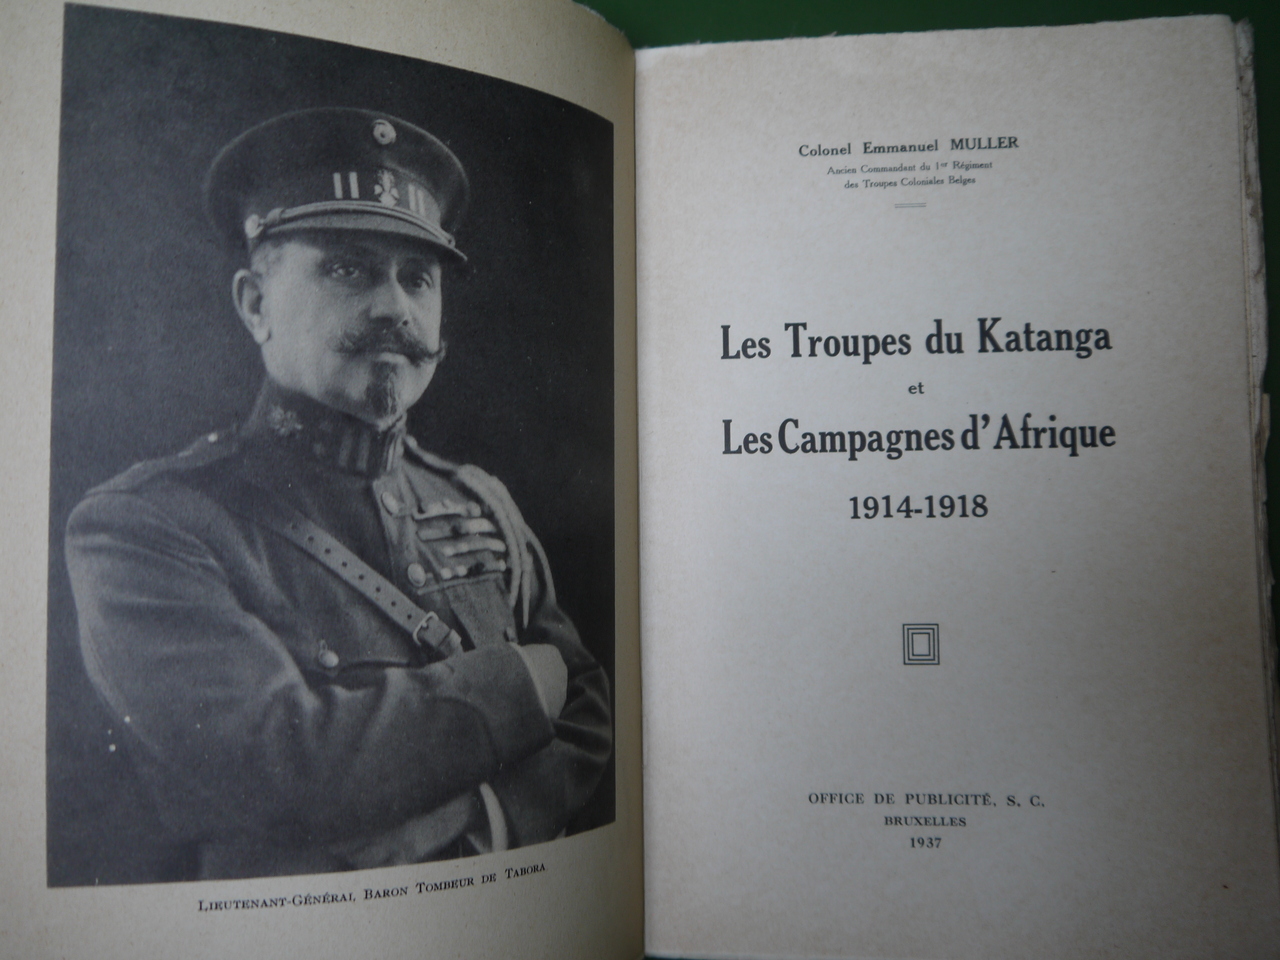 LIEUTENANT-GÉNÉRAL BARON TOMBEUR DE TABORA
Colonel Emmanuel MULLER
Ancien Commandant du 1er Régiment
des Troupes Coloniales Belges
Les Troupes du Katanga
et
Les Campagnes d'Afrique
1914-1918
OFFICE DE PUBLICITÉ, S. C.
BRUXELLES
1937